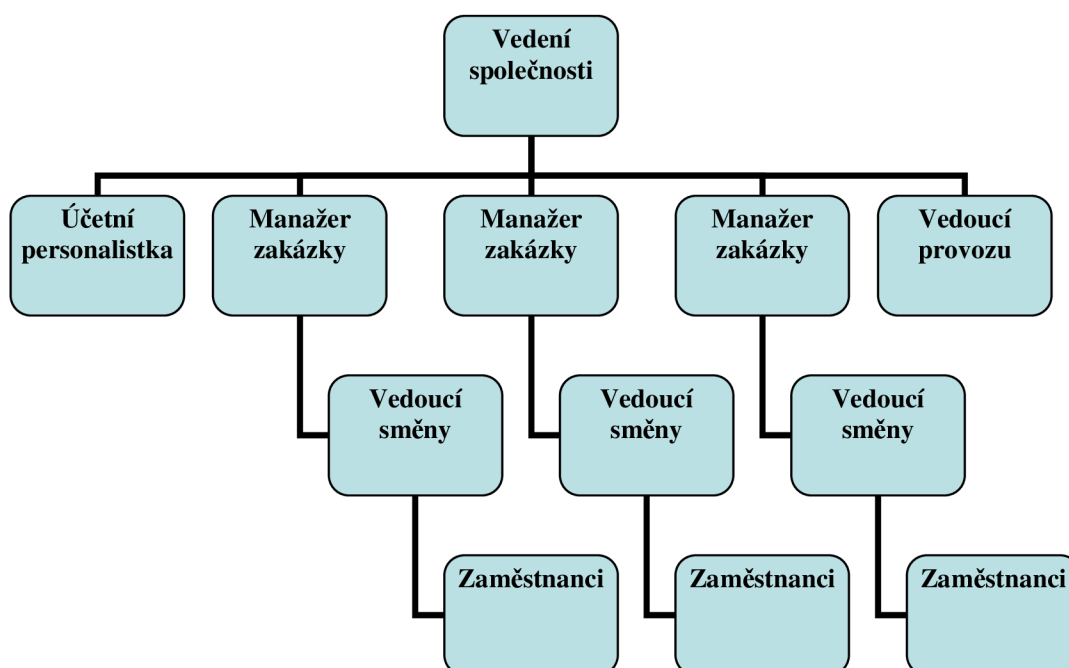 Vedení
společnosti
Účetní
personalistka
Manažer
zakázky
Manažer
zakázky
Manažer
zakázky
Vedoucí
provozu
Vedoucí
směny
Vedoucí
směny
Vedoucí
směny
Zaměstnanci
Zaměstnanci
Zaměstnanci